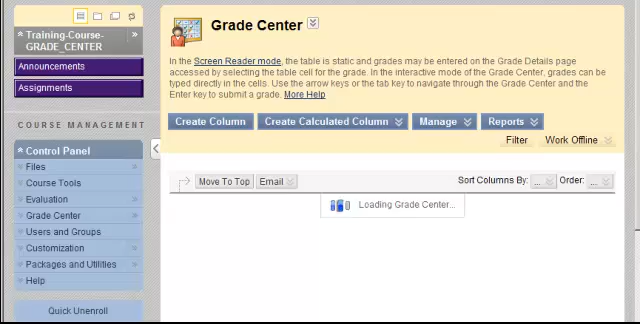 Training-Course-
GRADE_CENTER
Announcements
Assignments
COURSE MANAGEMENT
Control Panel
Files
Course Tools
Evaluation
Grade Center
Users and Groups
Customization
Packages and Utilities
Help
Quick Unenroll
Grade Center
In the Screen Reader mode, the table is static and grades may be entered on the Grade Details page
accessed by selecting the table cell for the grade. In the interactive mode of the Grade Center, grades can be
typed directly in the cells. Use the arrow keys or the tab key to navigate through the Grade Center and the
Enter key to submit a grade. More Help
Create Column Create Calculated Column Manage Reports
Filter Work Offline
Move To Top Email Sort Columns By: ... Order: ...
Loading Grade Center...